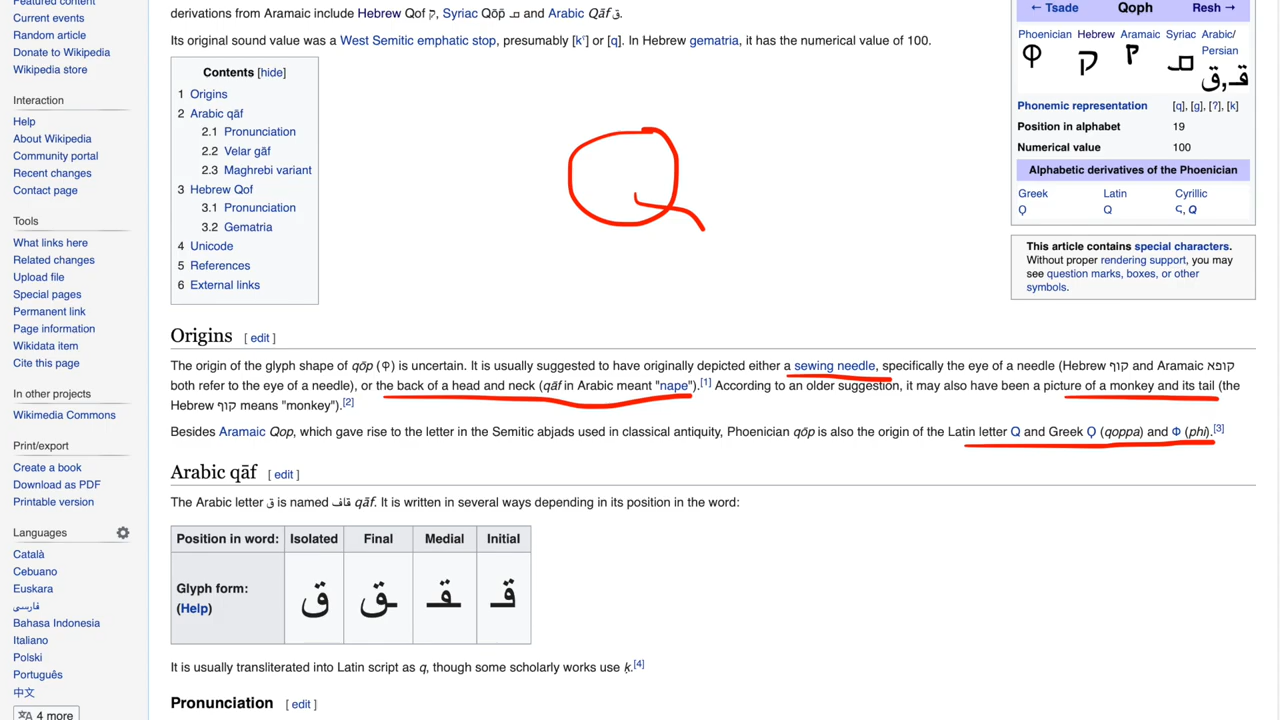 Featured content
Current events
Random article
Donate to Wikipedia
Wikipedia store
Interaction
Help
About Wikipedia
Community portal
Recent changes
Contact page
Tools
What links here
Related changes
Upload file
Special pages
Permanent link
Page information
Wikidata item
Cite this page
In other projects
Wikimedia Commons
Print/export
Create a book
Download as PDF
Printable version
Languages
Català
Cebuano
Euskara
فارسی
Bahasa Indonesia
Italiano
Polski
Português
中文
4 more
derivations from Aramaic include Hebrew Qof ק, Syriac Qōp̄ ܩ and Arabic Qāf ق.
Its original sound value was a West Semitic emphatic stop, presumably [kˤ] or [q]. In Hebrew gematria, it has the numerical value of 100.
Contents [hide]
1 Origins
2 Arabic qāf
2.1 Pronunciation
2.2 Velar gāf
2.3 Maghrebi variant
3 Hebrew Qof
3.1 Pronunciation
3.2 Gematria
4 Unicode
5 References
6 External links
Q
← Tsade Qoph Resh →
Phoenician Hebrew Aramaic Syriac Arabic/
Persian
𐤒 ק 𐡒 ܩ ق,قـ
Phonemic representation [q], [g], [ʔ], [k]
Position in alphabet 19
Numerical value 100
Alphabetic derivatives of the Phoenician
Greek Latin Cyrillic
Ϙ Q Ҁ, Ԛ
This article contains special characters.
Without proper rendering support, you may
see question marks, boxes, or other
symbols.
Origins [ edit ]
The origin of the glyph shape of qōp (𐤒) is uncertain. It is usually suggested to have originally depicted either a sewing needle, specifically the eye of a needle (Hebrew קוף and Aramaic קופא
both refer to the eye of a needle), or the back of a head and neck (qāf in Arabic meant "nape").[1] According to an older suggestion, it may also have been a picture of a monkey and its tail (the
Hebrew קוף means "monkey").[2]
Besides Aramaic Qop, which gave rise to the letter in the Semitic abjads used in classical antiquity, Phoenician qōp is also the origin of the Latin letter Q and Greek Ϙ (qoppa) and Φ (phi).[3]
Arabic qāf [ edit ]
The Arabic letter ق is named قاف qāf. It is written in several ways depending in its position in the word:
Position in word: Isolated Final Medial Initial
Glyph form:
(Help)
ق ـق ـقـ قـ
It is usually transliterated into Latin script as q, though some scholarly works use ḳ.[4]
Pronunciation [ edit ]